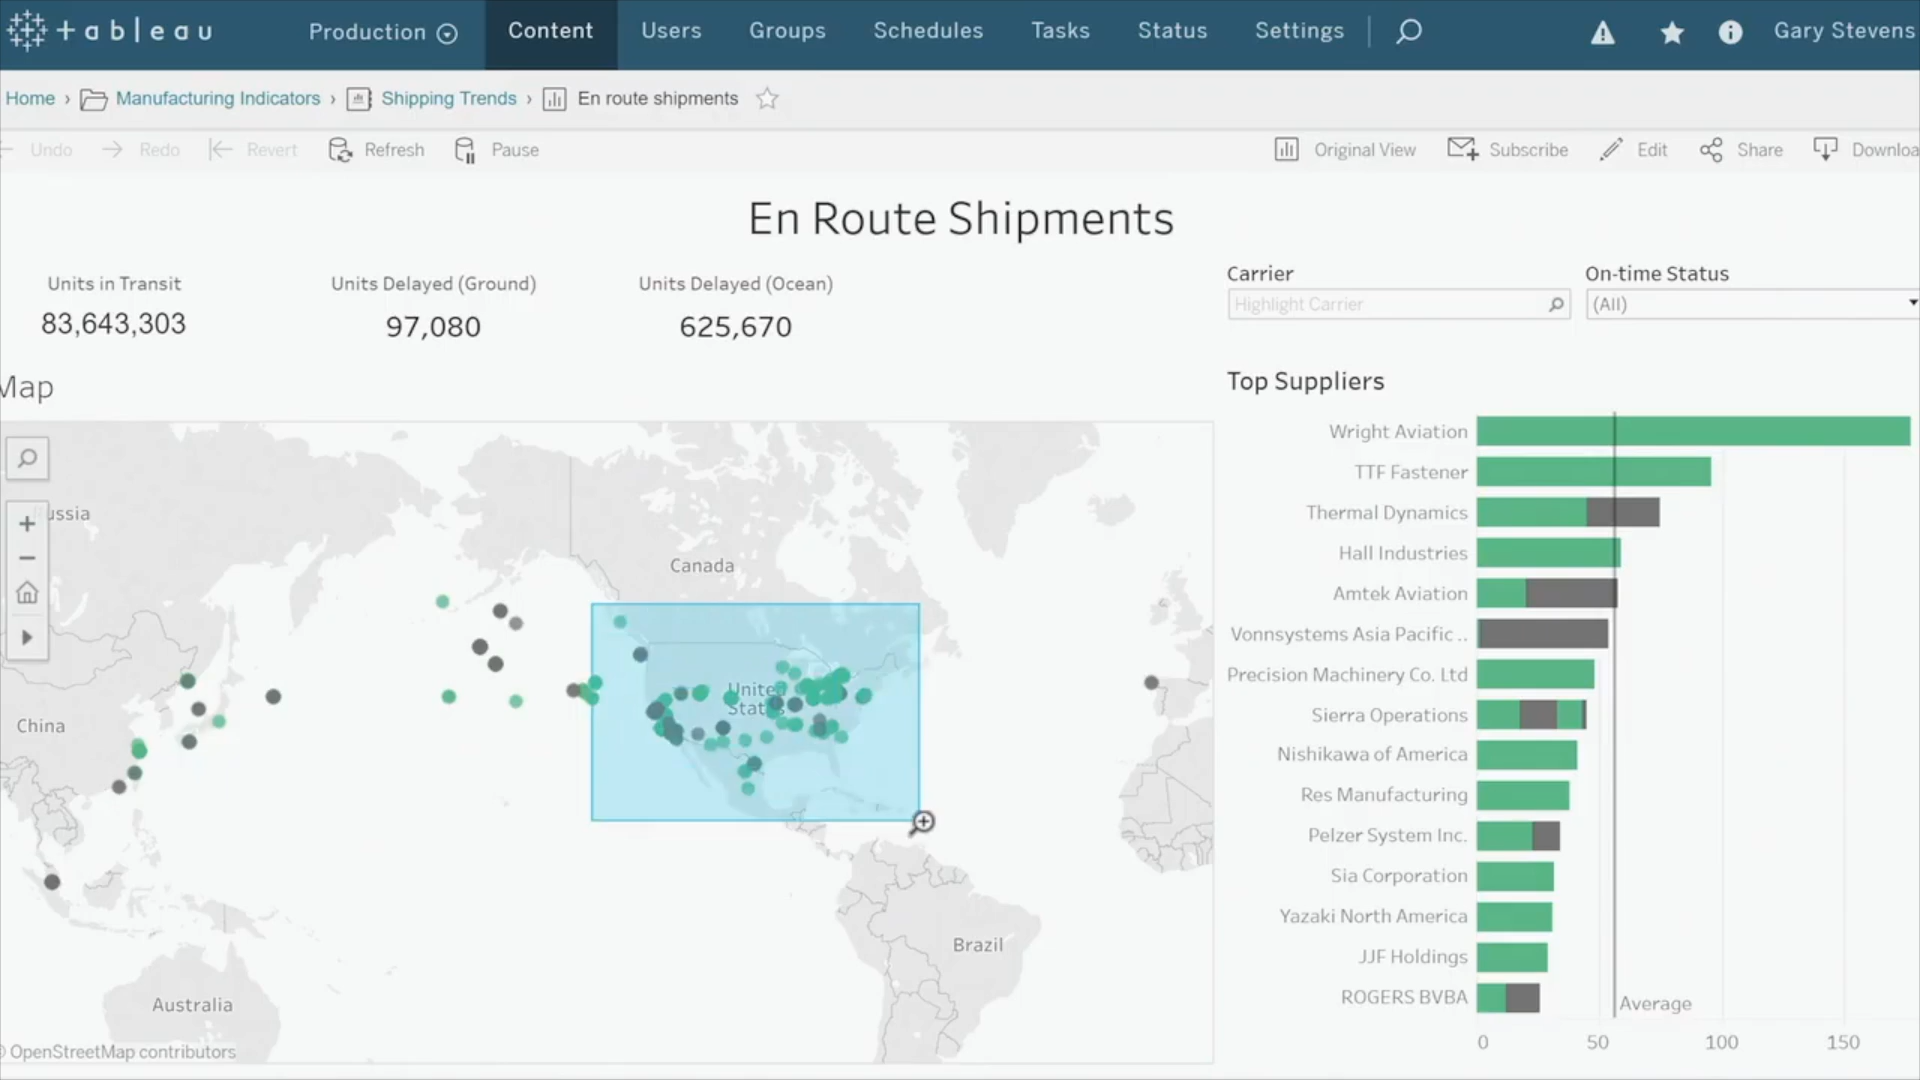 +ableau
Production
Content
Users
Groups
Schedules
Tasks
Status
Settings
Gary Stevens
Home › Manufacturing Indicators › Shipping Trends › En route shipments
Undo
Redo
Revert
Refresh
Pause
Original View
Subscribe
Edit
Share
Downloa
En Route Shipments
Units in Transit
83,643,303
Units Delayed (Ground)
97,080
Units Delayed (Ocean)
625,670
Carrier
Highlight Carrier
On-time Status
(All)
Map
ussia
Canada
United
States
China
Brazil
Australia
© OpenStreetMap contributors
Top Suppliers
Wright Aviation
TTF Fastener
Thermal Dynamics
Hall Industries
Amtek Aviation
Vonnsystems Asia Pacific ..
Precision Machinery Co. Ltd
Sierra Operations
Nishikawa of America
Res Manufacturing
Pelzer System Inc.
Sia Corporation
Yazaki North America
JJF Holdings
ROGERS BVBA
Average
0 50 100 150